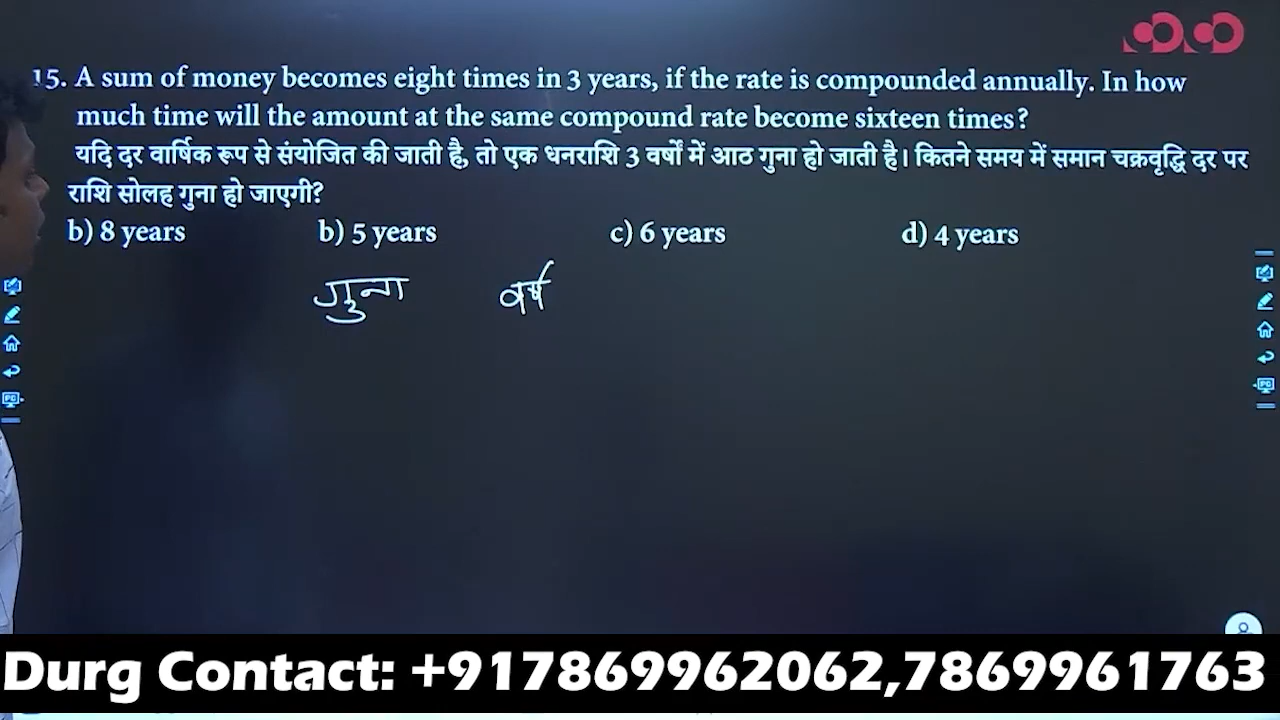 15. A sum of money becomes eight times in 3 years, if the rate is compounded annually. In how
much time will the amount at the same compound rate become sixteen times?
यदि दर वार्षिक रूप से संयोजित की जाती है, तो एक धनराशि 3 वर्षों में आठ गुना हो जाती है। कितने समय में समान चक्रवृद्धि दर पर
राशि सोलह गुना हो जाएगी?
b) 8 years b) 5 years c) 6 years d) 4 years
गुना वर्ष
Durg Contact: +917869962062,7869961763